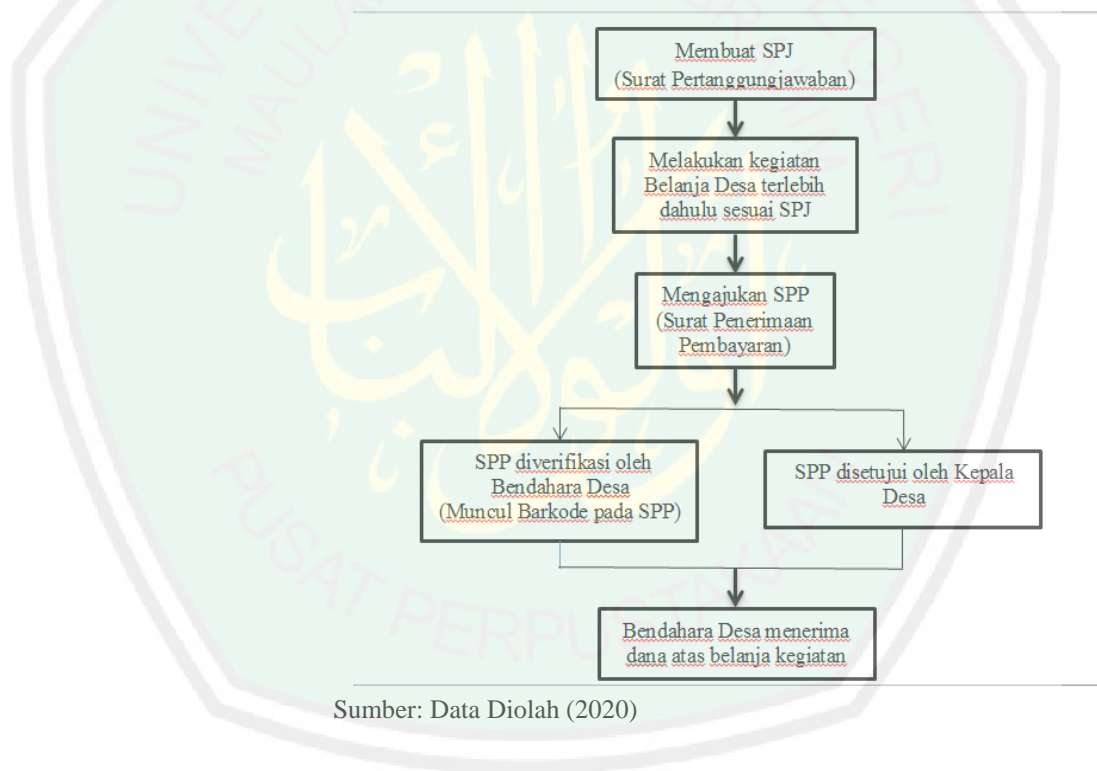 Membuat SPJ
(Surat Pertanggungjawaban)
Melakukan kegiatan
Belanja Desa terlebih
dahulu sesuai SPJ
Mengajukan SPP
(Surat Penerimaan
Pembayaran)
SPP diverifikasi oleh
Bendahara Desa
(Muncul Barkode pada SPP)
SPP disetujui oleh Kepala
Desa
Bendahara Desa menerima
dana atas belanja kegiatan
Sumber: Data Diolah (2020)
PUSAT PERPUSTAKAAN